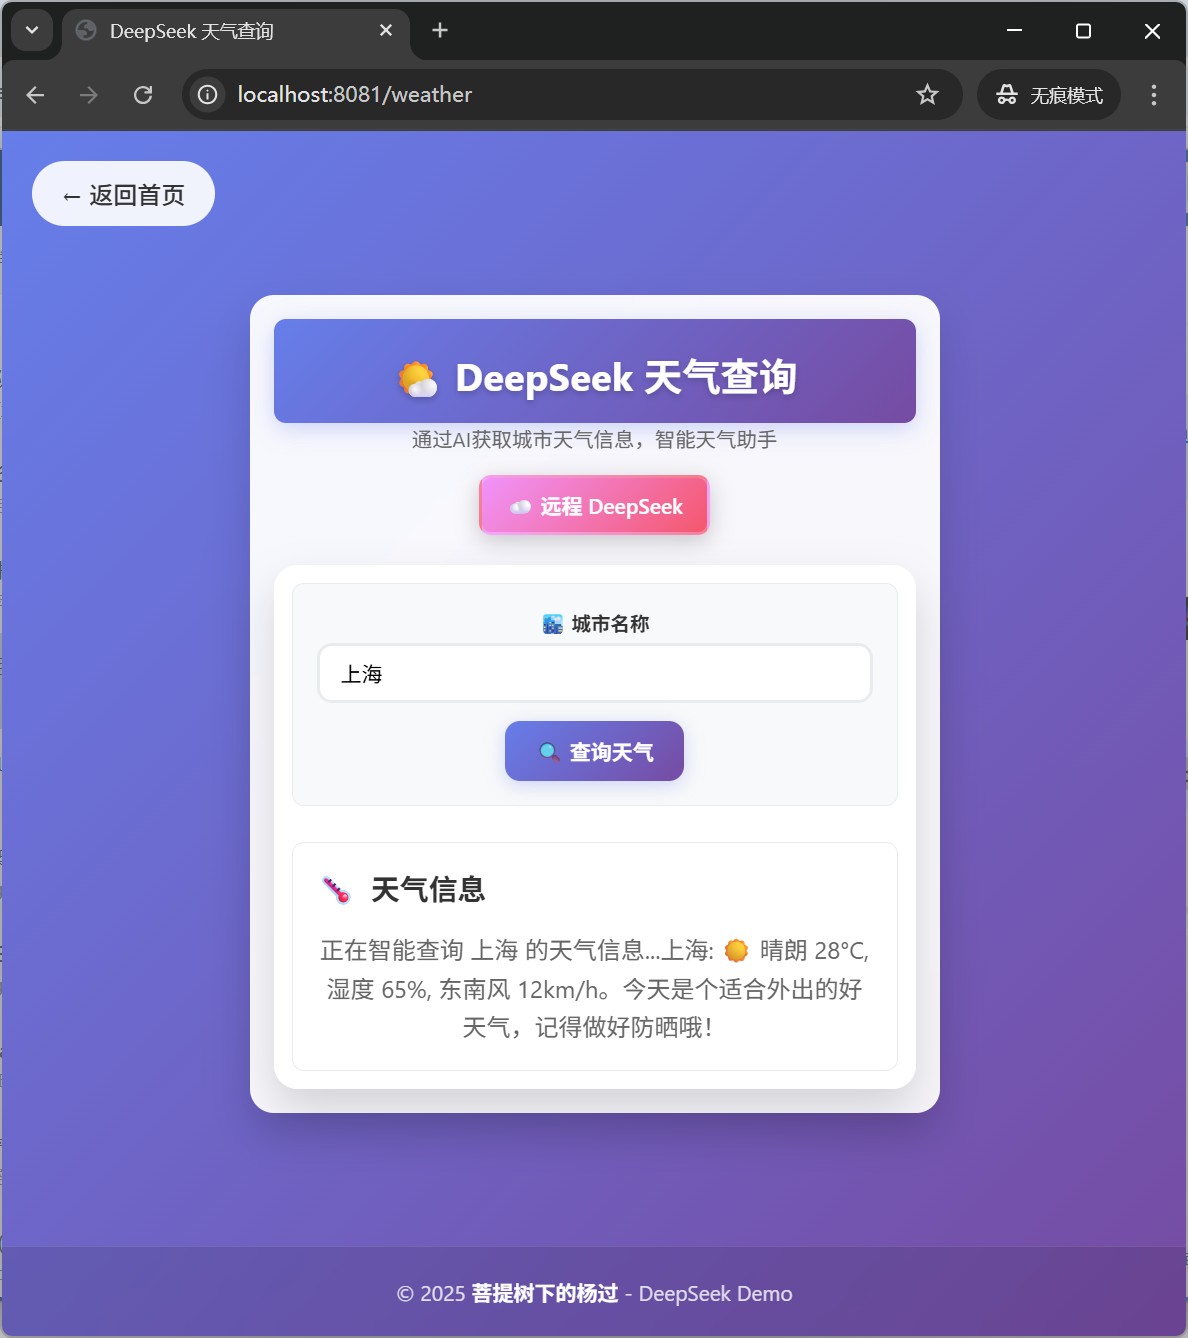 DeepSeek 天气查询
localhost:8081/weather
无痕模式
← 返回首页
DeepSeek 天气查询
通过AI获取城市天气信息，智能天气助手
远程 DeepSeek
城市名称
上海
查询天气
天气信息
正在智能查询 上海 的天气信息...上海: ☀️ 晴朗 28°C,
湿度 65%, 东南风 12km/h。今天是个适合外出的好
天气，记得做好防晒哦！
© 2025 菩提树下的杨过 - DeepSeek Demo